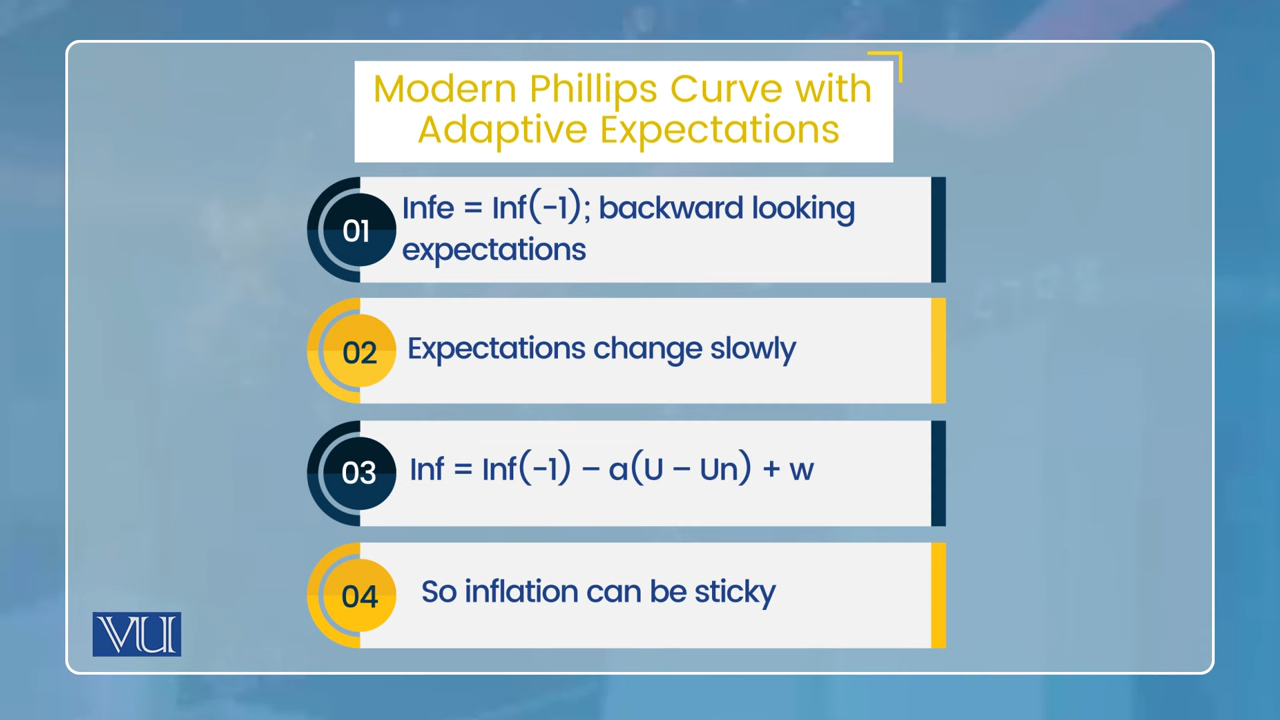 Modern Phillips Curve with
Adaptive Expectations
01
Infe = Inf(-1); backward looking
expectations
02
Expectations change slowly
03
Inf = Inf(-1) – a(U – Un) + w
04
So inflation can be sticky
VU